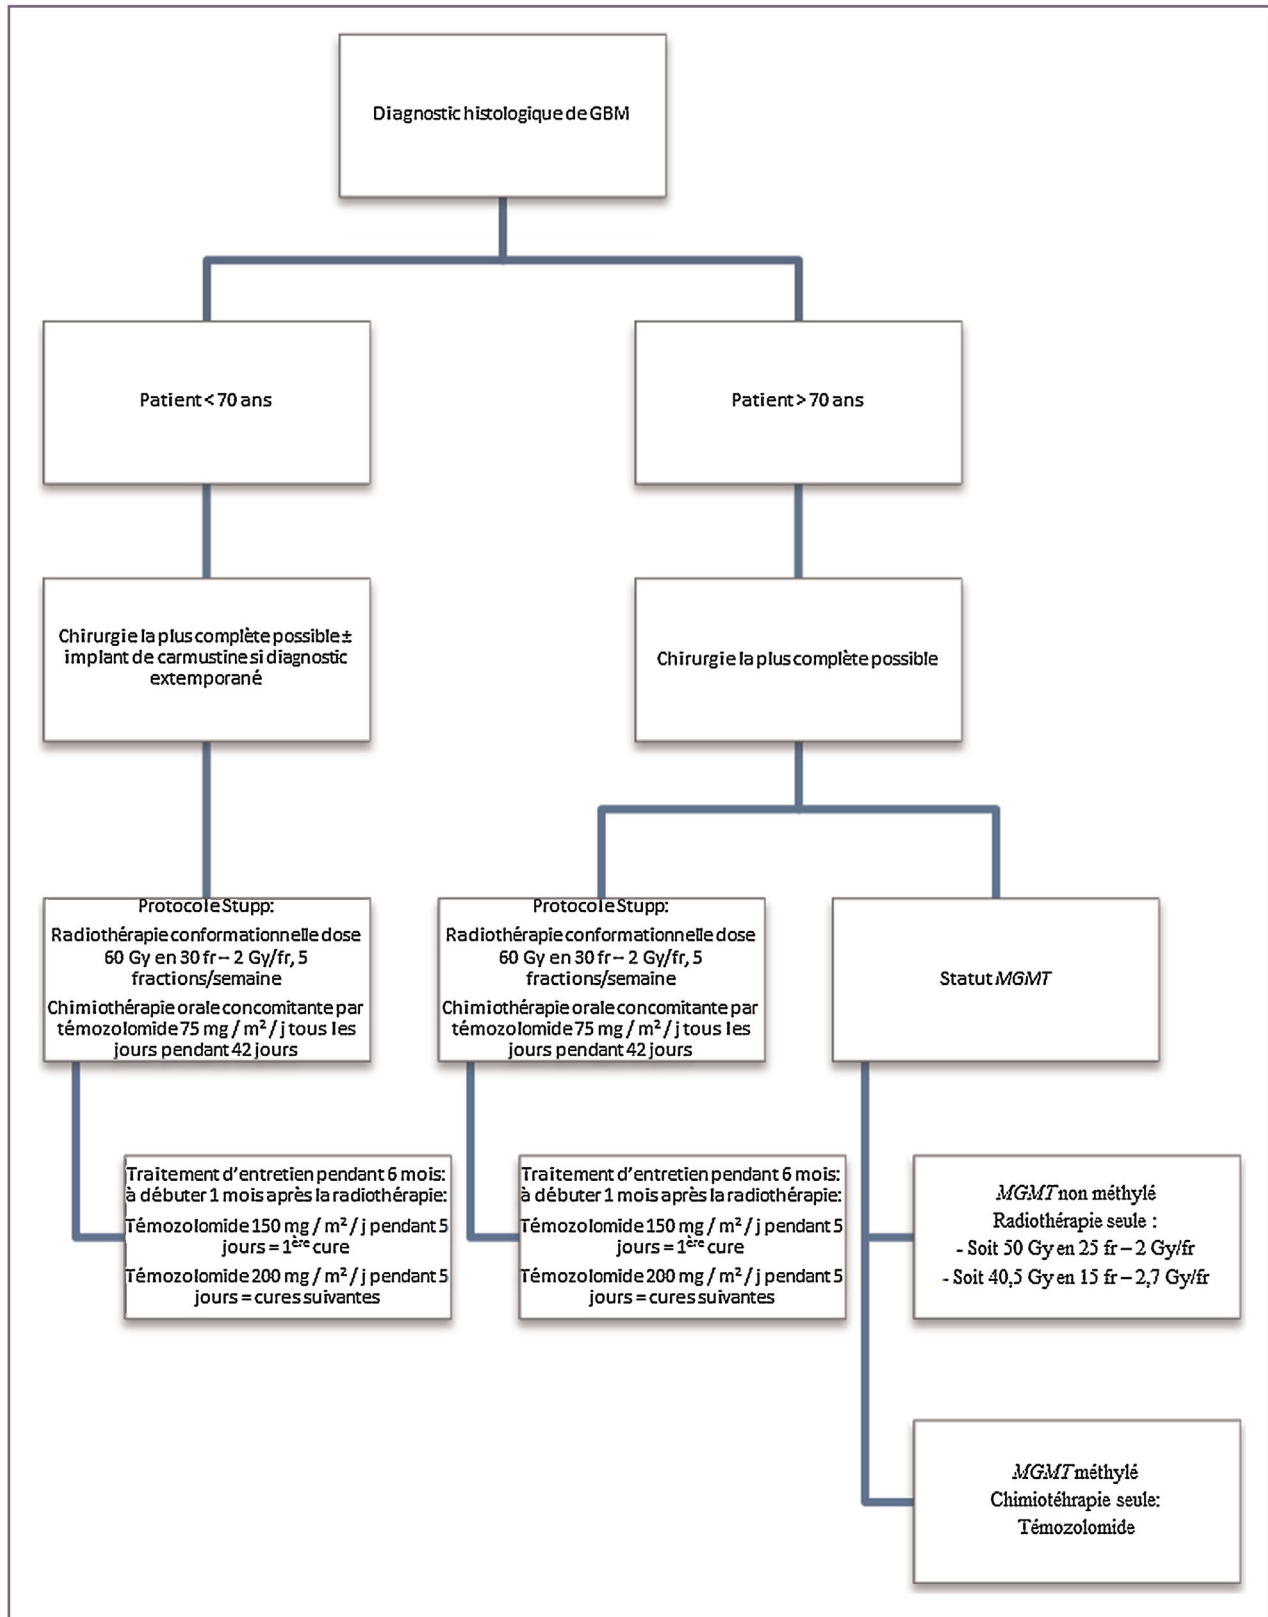 Diagnostic histologique de GBM
Patient < 70 ans
Patient > 70 ans
Chirurgie la plus complète possible ±
implant de carmustine si diagnostic
extemporané
Chirurgie la plus complète possible
Protocole Stupp:
Radiothérapie conformationnelle dose
60 Gy en 30 fr – 2 Gy/fr, 5
fractions/semaine
Chimiothérapie orale concomitante par
témozolomide 75 mg / m² / j tous les
jours pendant 42 jours
Protocole Stupp:
Radiothérapie conformationnelle dose
60 Gy en 30 fr – 2 Gy/fr, 5
fractions/semaine
Chimiothérapie orale concomitante par
témozolomide 75 mg / m² / j tous les
jours pendant 42 jours
Statut MGMT
Traitement d'entretien pendant 6 mois:
à débuter 1 mois après la radiothérapie:
Témozolomide 150 mg / m² / j pendant 5
jours = 1ère cure
Témozolomide 200 mg / m² / j pendant 5
jours = cures suivantes
Traitement d'entretien pendant 6 mois:
à débuter 1 mois après la radiothérapie:
Témozolomide 150 mg / m² / j pendant 5
jours = 1ère cure
Témozolomide 200 mg / m² / j pendant 5
jours = cures suivantes
MGMT non méthylé
Radiothérapie seule :
- Soit 50 Gy en 25 fr – 2 Gy/fr
- Soit 40,5 Gy en 15 fr – 2,7 Gy/fr
MGMT méthylé
Chimiotéhrapie seule:
Témozolomide